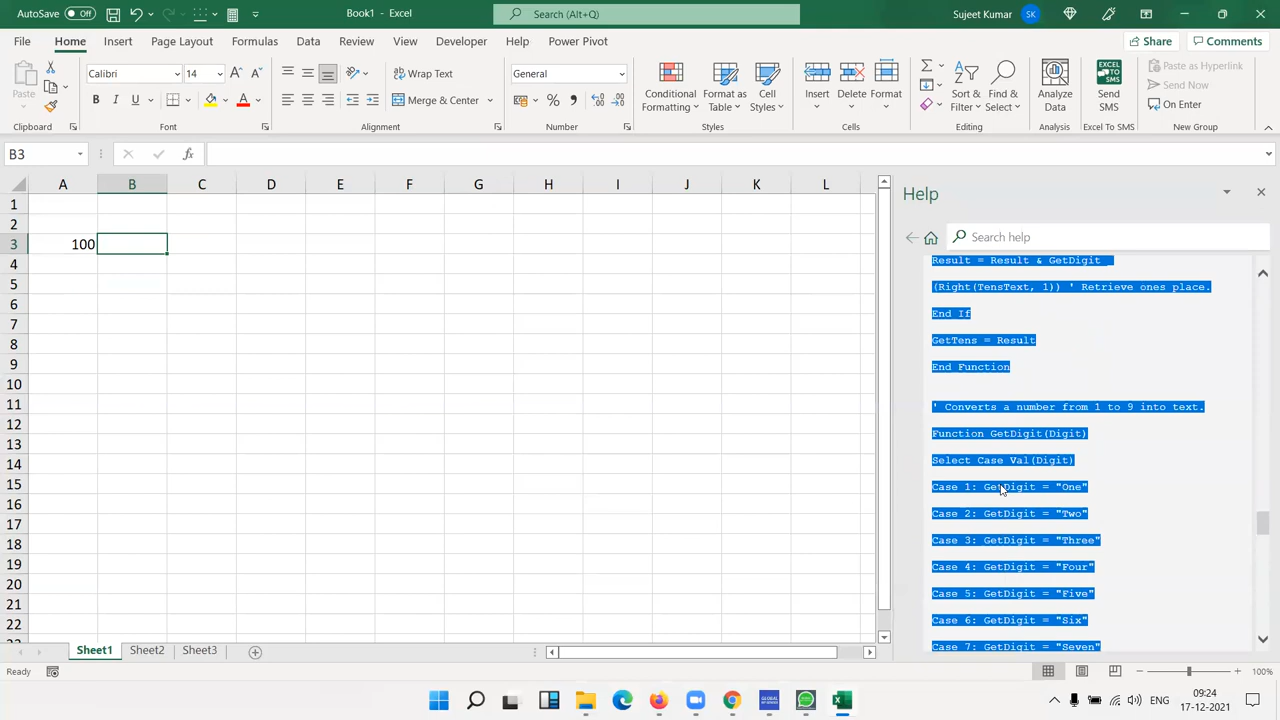 AutoSave Off
Book1 - Excel
Search (Alt+Q)
Sujeet Kumar SK
File Home Insert Page Layout Formulas Data Review View Developer Help Power Pivot
Share Comments
Paste
Calibri 14
B I U
Wrap Text
Merge & Center
General
Conditional Formatting
Format as Table
Cell Styles
Insert Delete Format
Sort & Filter
Find & Select
Analyze Data
Send SMS
Paste as Hyperlink
Send Now
On Enter
Clipboard Font Alignment Number Styles Cells Editing Analysis Excel To SMS New Group
B3
fx
A B C D E F G H I J K L
1
2
3 100
4
5
6
7
8
9
10
11
12
13
14
15
16
17
18
19
20
21
22
Help
Search help
Result = Result & GetDigit _
(Right(TensText, 1)) ' Retrieve ones place.
End If
GetTens = Result
End Function
' Converts a number from 1 to 9 into text.
Function GetDigit(Digit)
Select Case Val(Digit)
Case 1: GetDigit = "One"
Case 2: GetDigit = "Two"
Case 3: GetDigit = "Three"
Case 4: GetDigit = "Four"
Case 5: GetDigit = "Five"
Case 6: GetDigit = "Six"
Case 7: GetDigit = "Seven"
Sheet1 Sheet2 Sheet3
Ready
100%
ENG
09:24
17-12-2021